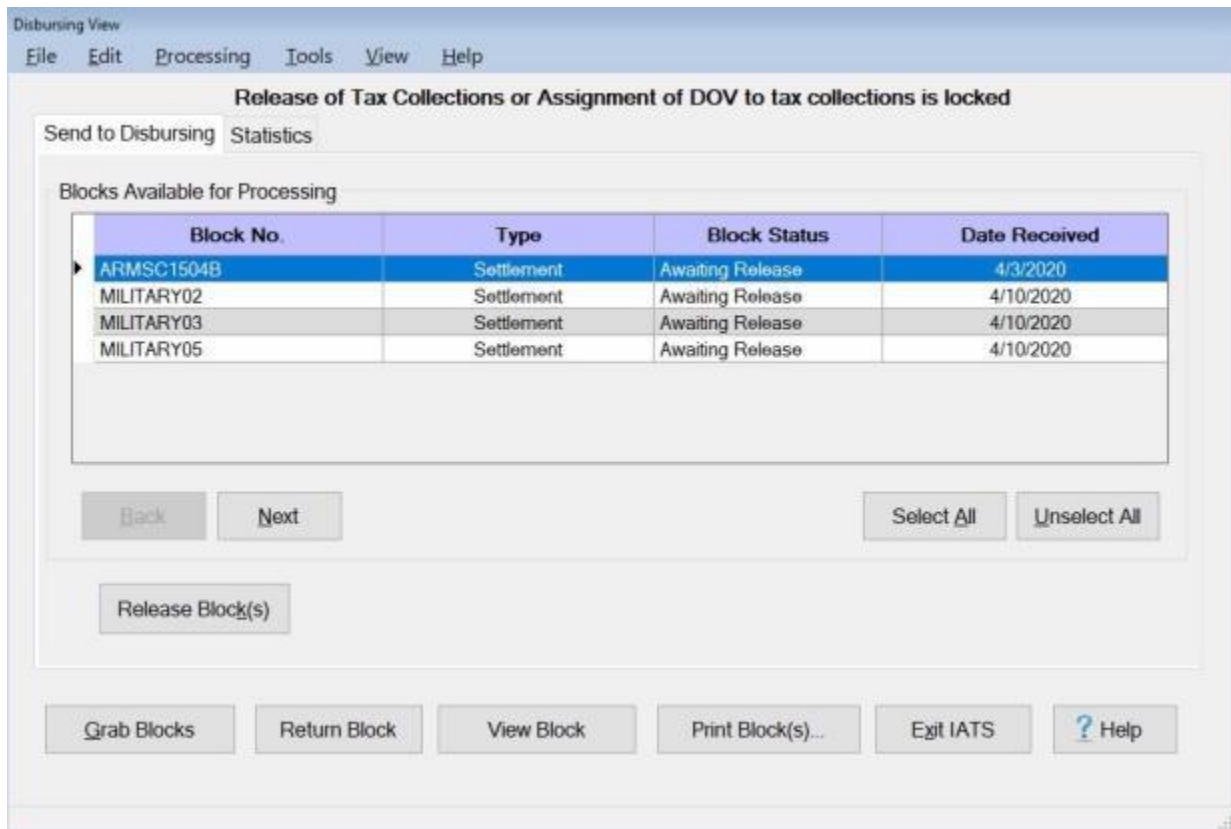 Disbursing View
File Edit Processing Tools View Help
Release of Tax Collections or Assignment of DOV to tax collections is locked
Send to Disbursing Statistics
Blocks Available for Processing
Block No. Type Block Status Date Received
ARMSC1504B Settlement Awaiting Release 4/3/2020
MILITARY02 Settlement Awaiting Release 4/10/2020
MILITARY03 Settlement Awaiting Release 4/10/2020
MILITARY05 Settlement Awaiting Release 4/10/2020
Back Next Select All Unselect All
Release Block(s)
Grab Blocks Return Block View Block Print Block(s)... Exit IATS ? Help